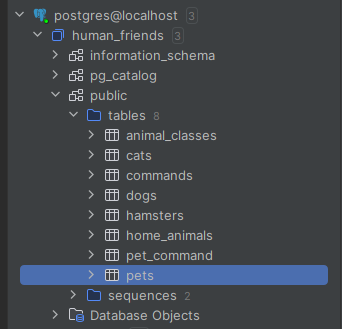 postgres@localhost 3
human_friends 3
information_schema
pg_catalog
public
tables 8
animal_classes
cats
commands
dogs
hamsters
home_animals
pet_command
pets
sequences 2
Database Objects